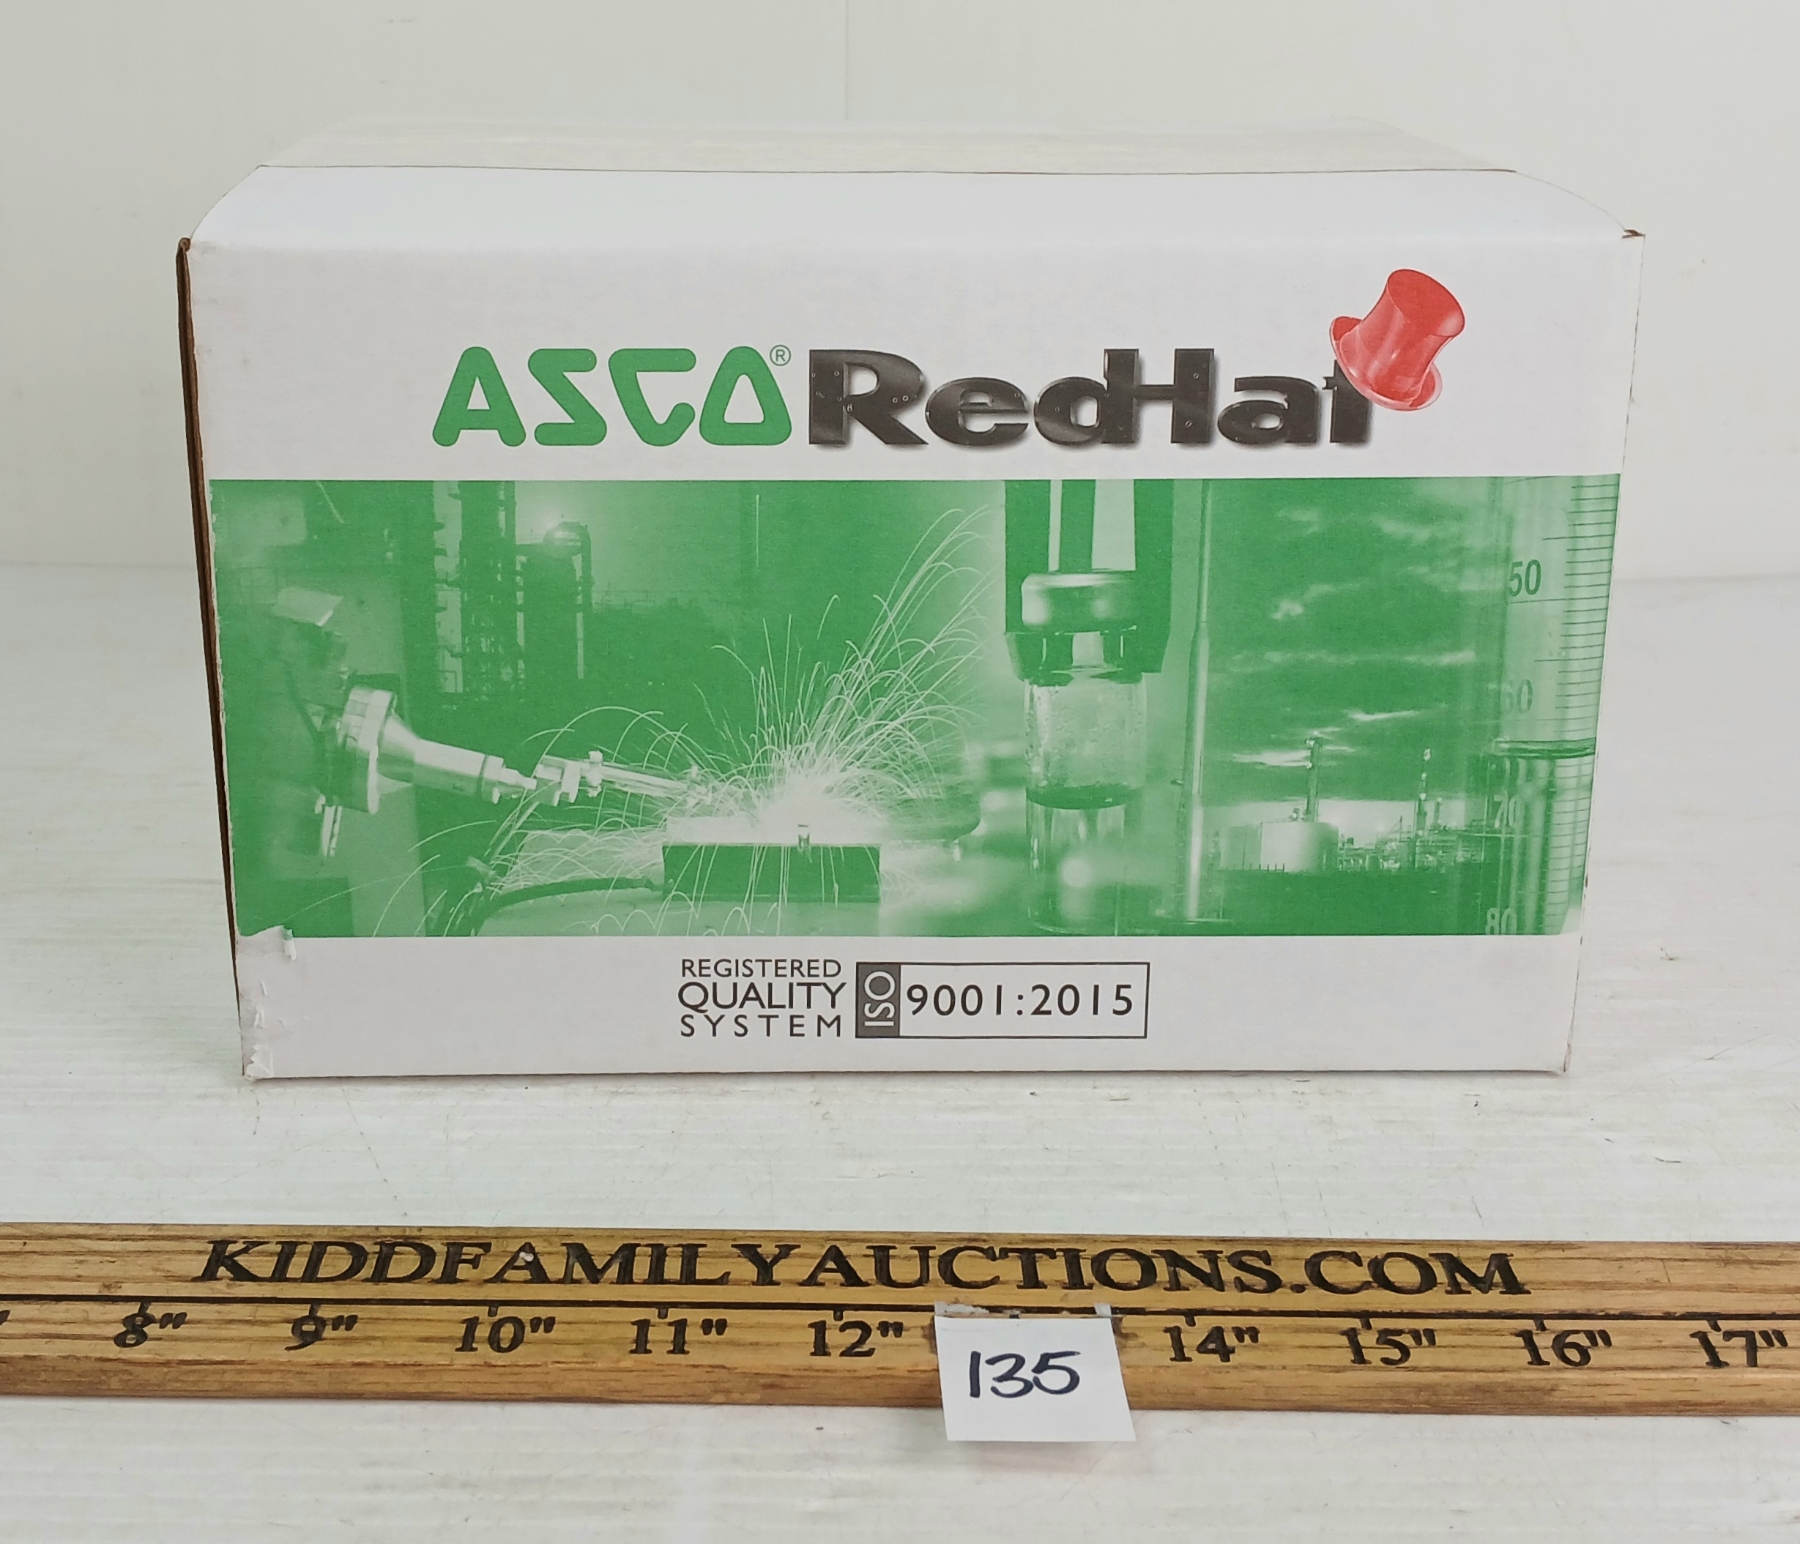 ASCO® RedHat
50
60
70
80
REGISTERED
QUALITY
SYSTEM
ISO 9001:2015
KIDDFAMILYAUCTIONS.COM
8" 9" 10" 11" 12" 14" 15" 16" 17"
135